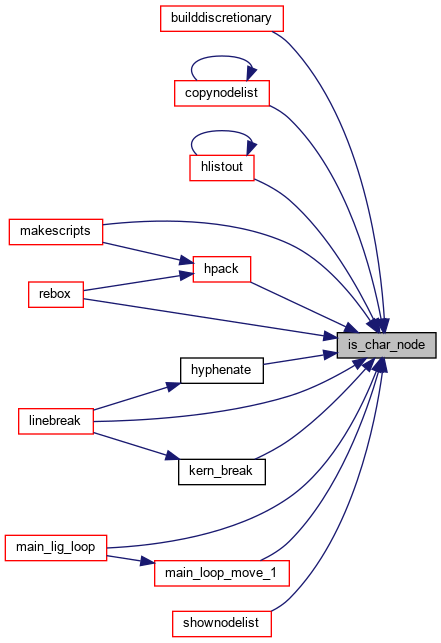 builddiscretionary
copynodelist
hlistout
makescripts
hpack
rebox
is_char_node
hyphenate
linebreak
kern_break
main_lig_loop
main_loop_move_1
shownodelist